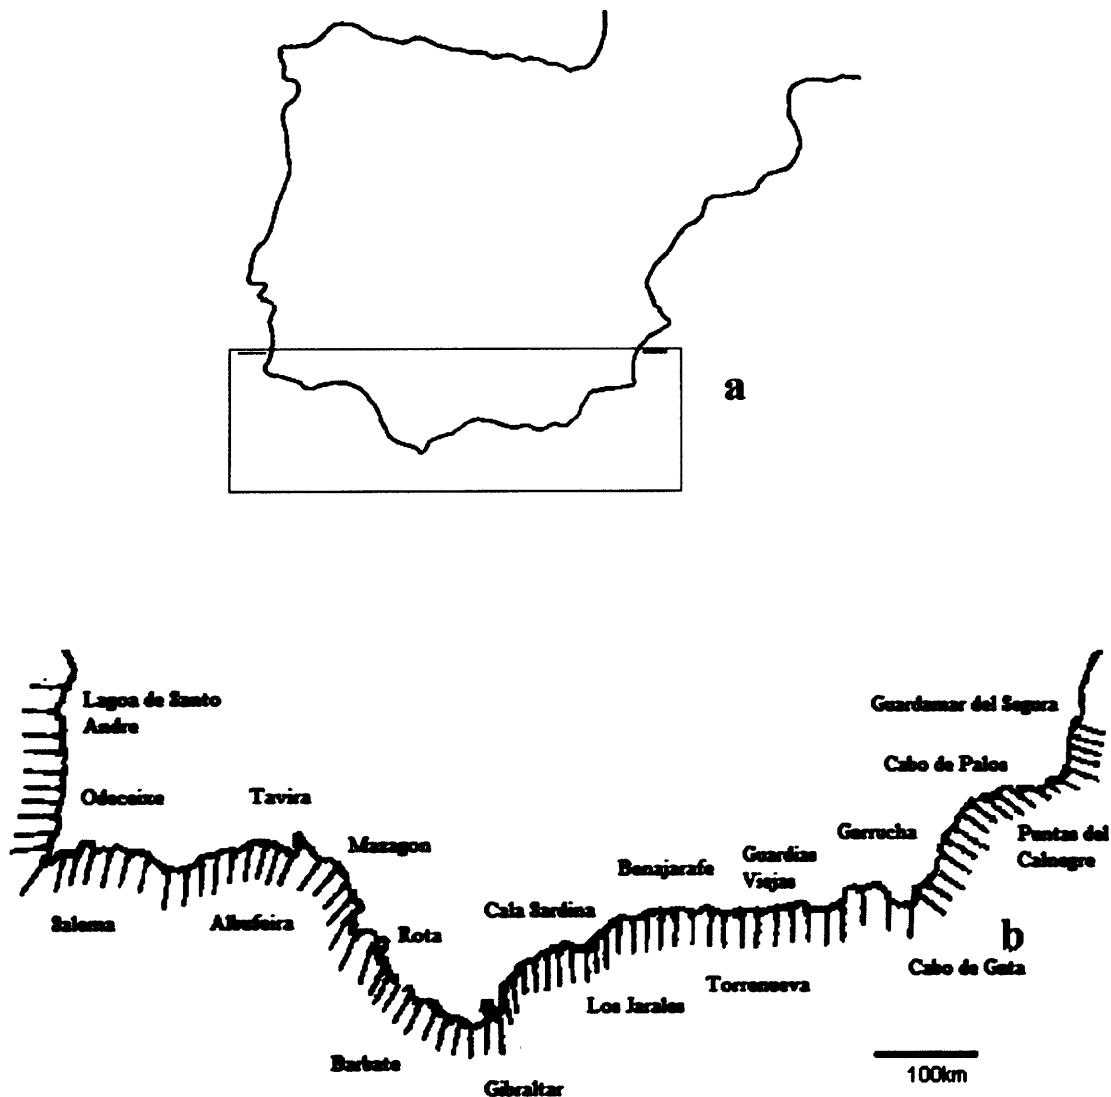 a
Lagoa de Santo
Andre
Guardamar del Segura
Cabo de Palos
Odeceixe
Tavira
Mazagon
Garrucha
Puntas del
Calnegre
Benajarafe
Guardias
Viejas
Cala Sardina
Salema
Albufeira
Rota
b
Cabo de Gata
Torrenueva
Los Jarales
Barbate
Gibraltar
100km